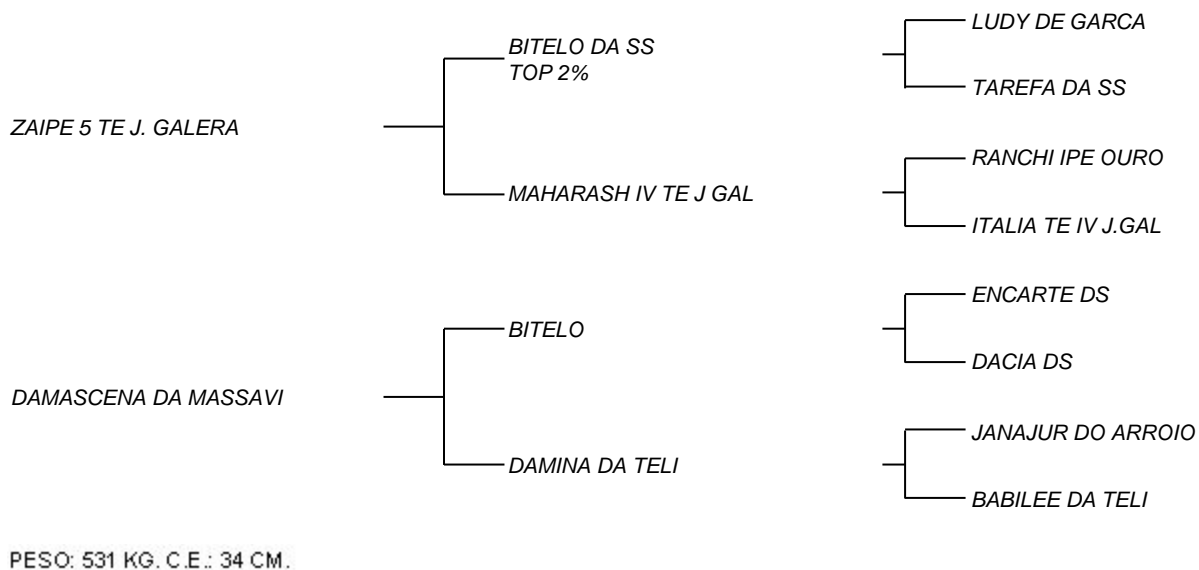 LUDY DE GARCA
BITELO DA SS
TOP 2%
TAREFA DA SS
ZAIPE 5 TE J. GALERA
RANCHI IPE OURO
MAHARASH IV TE J GAL
ITALIA TE IV J.GAL
ENCARTE DS
BITELO
DACIA DS
DAMASCENA DA MASSAVI
JANAJUR DO ARROIO
DAMINA DA TELI
BABILEE DA TELI
PESO: 531 KG. C.E.: 34 CM.